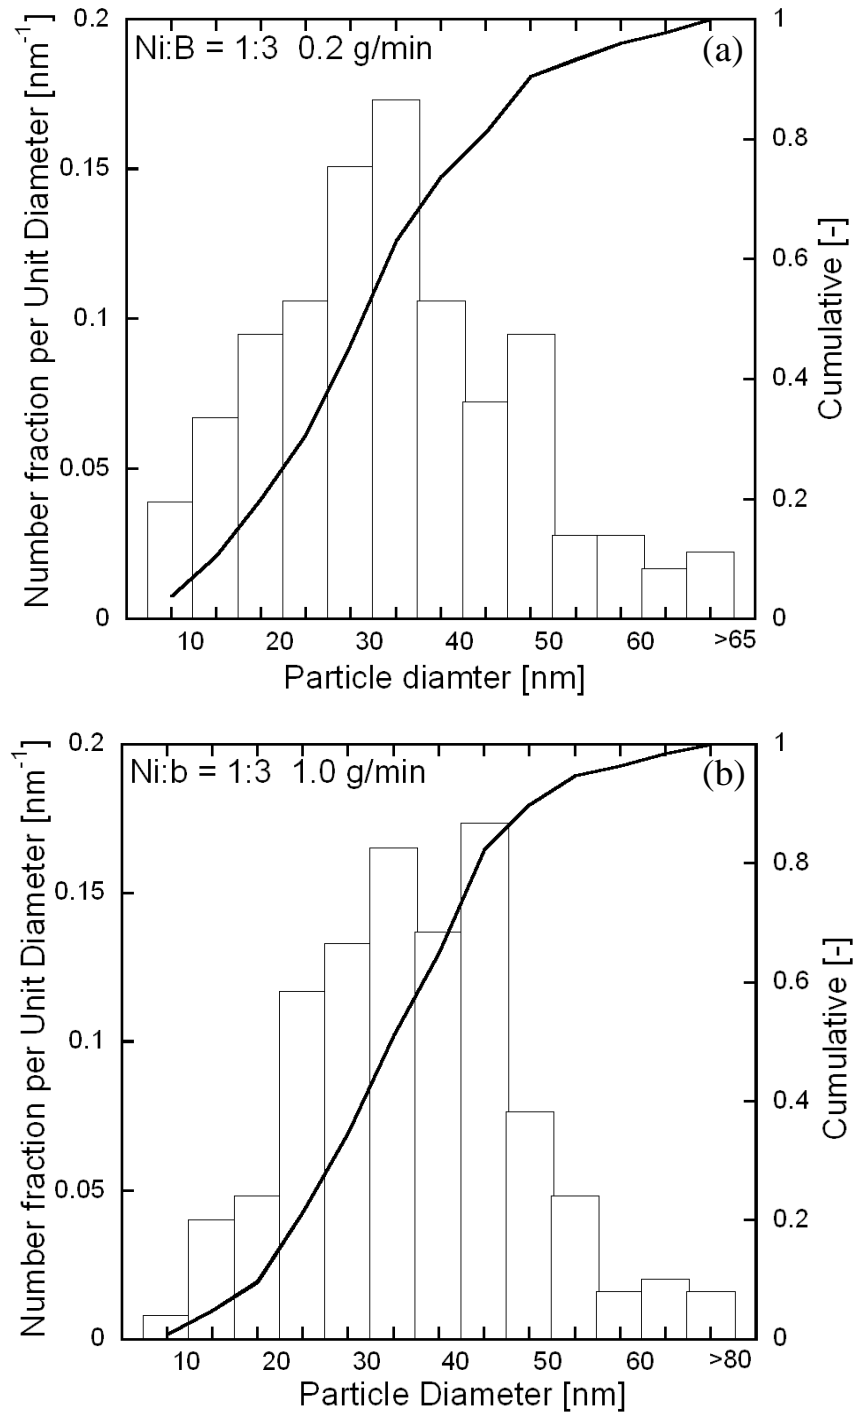 Ni:B = 1:3 0.2 g/min
(a)
Number fraction per Unit Diameter [nm-1]
0.2
0.15
0.1
0.05
0
1
0.8
0.6
0.4
0.2
0
Cumulative [-]
10 20 30 40 50 60 >65
Particle diamter [nm]
Ni:b = 1:3 1.0 g/min
(b)
Number fraction per Unit Diameter [nm-1]
0.2
0.15
0.1
0.05
0
1
0.8
0.6
0.4
0.2
0
Cumulative [-]
10 20 30 40 50 60 >80
Particle Diameter [nm]